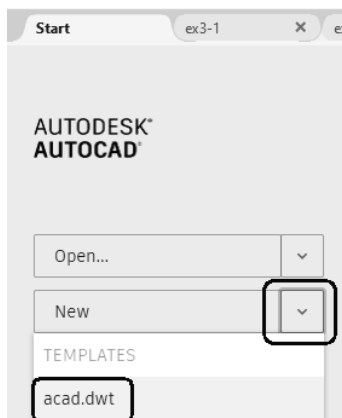 Start ex3-1 × e
AUTODESK®
AUTOCAD®
Open...
New
TEMPLATES
acad.dwt